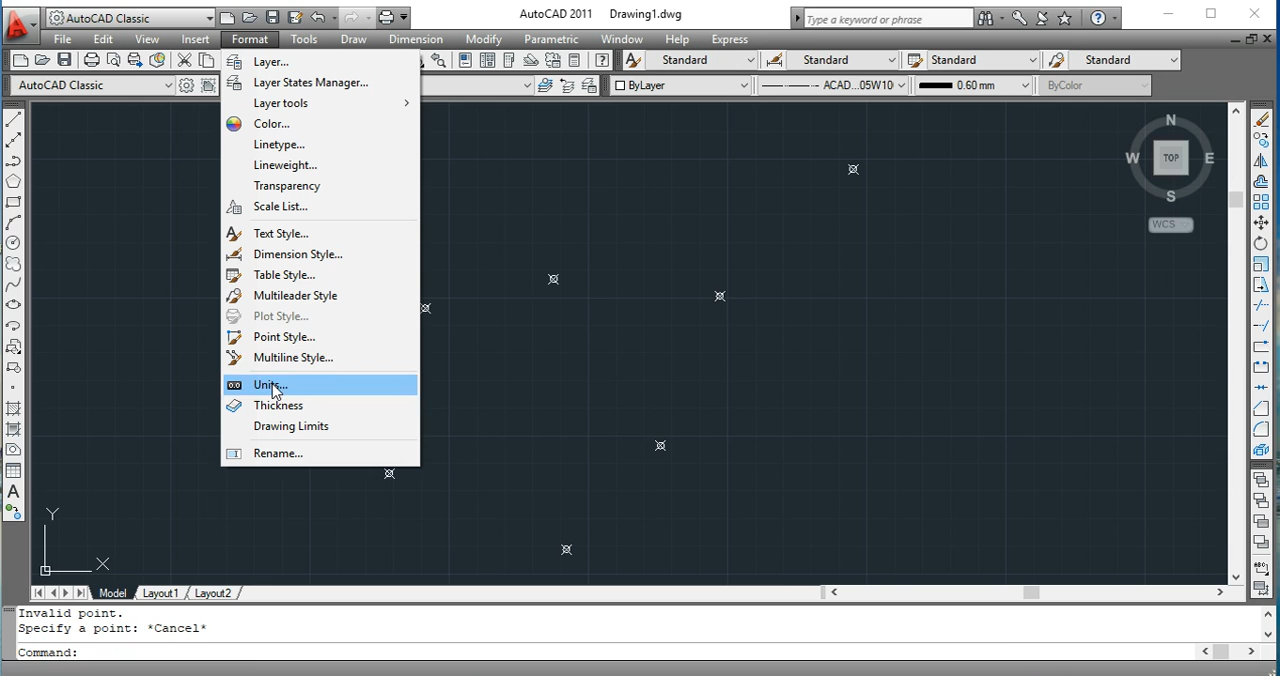 AutoCAD Classic
AutoCAD 2011 Drawing1.dwg
Type a keyword or phrase
File Edit View Insert Format Tools Draw Dimension Modify Parametric Window Help Express
Standard Standard Standard Standard
AutoCAD Classic
ByLayer
ACAD...05W10
0.60 mm
ByColor
Layer...
Layer States Manager...
Layer tools
Color...
Linetype...
Lineweight...
Transparency
Scale List...
Text Style...
Dimension Style...
Table Style...
Multileader Style
Plot Style...
Point Style...
Multiline Style...
Units...
Thickness
Drawing Limits
Rename...
N
W TOP E
S
WCS
Y
X
A
Model Layout1 Layout2
Invalid point.
Specify a point: *Cancel*
Command: